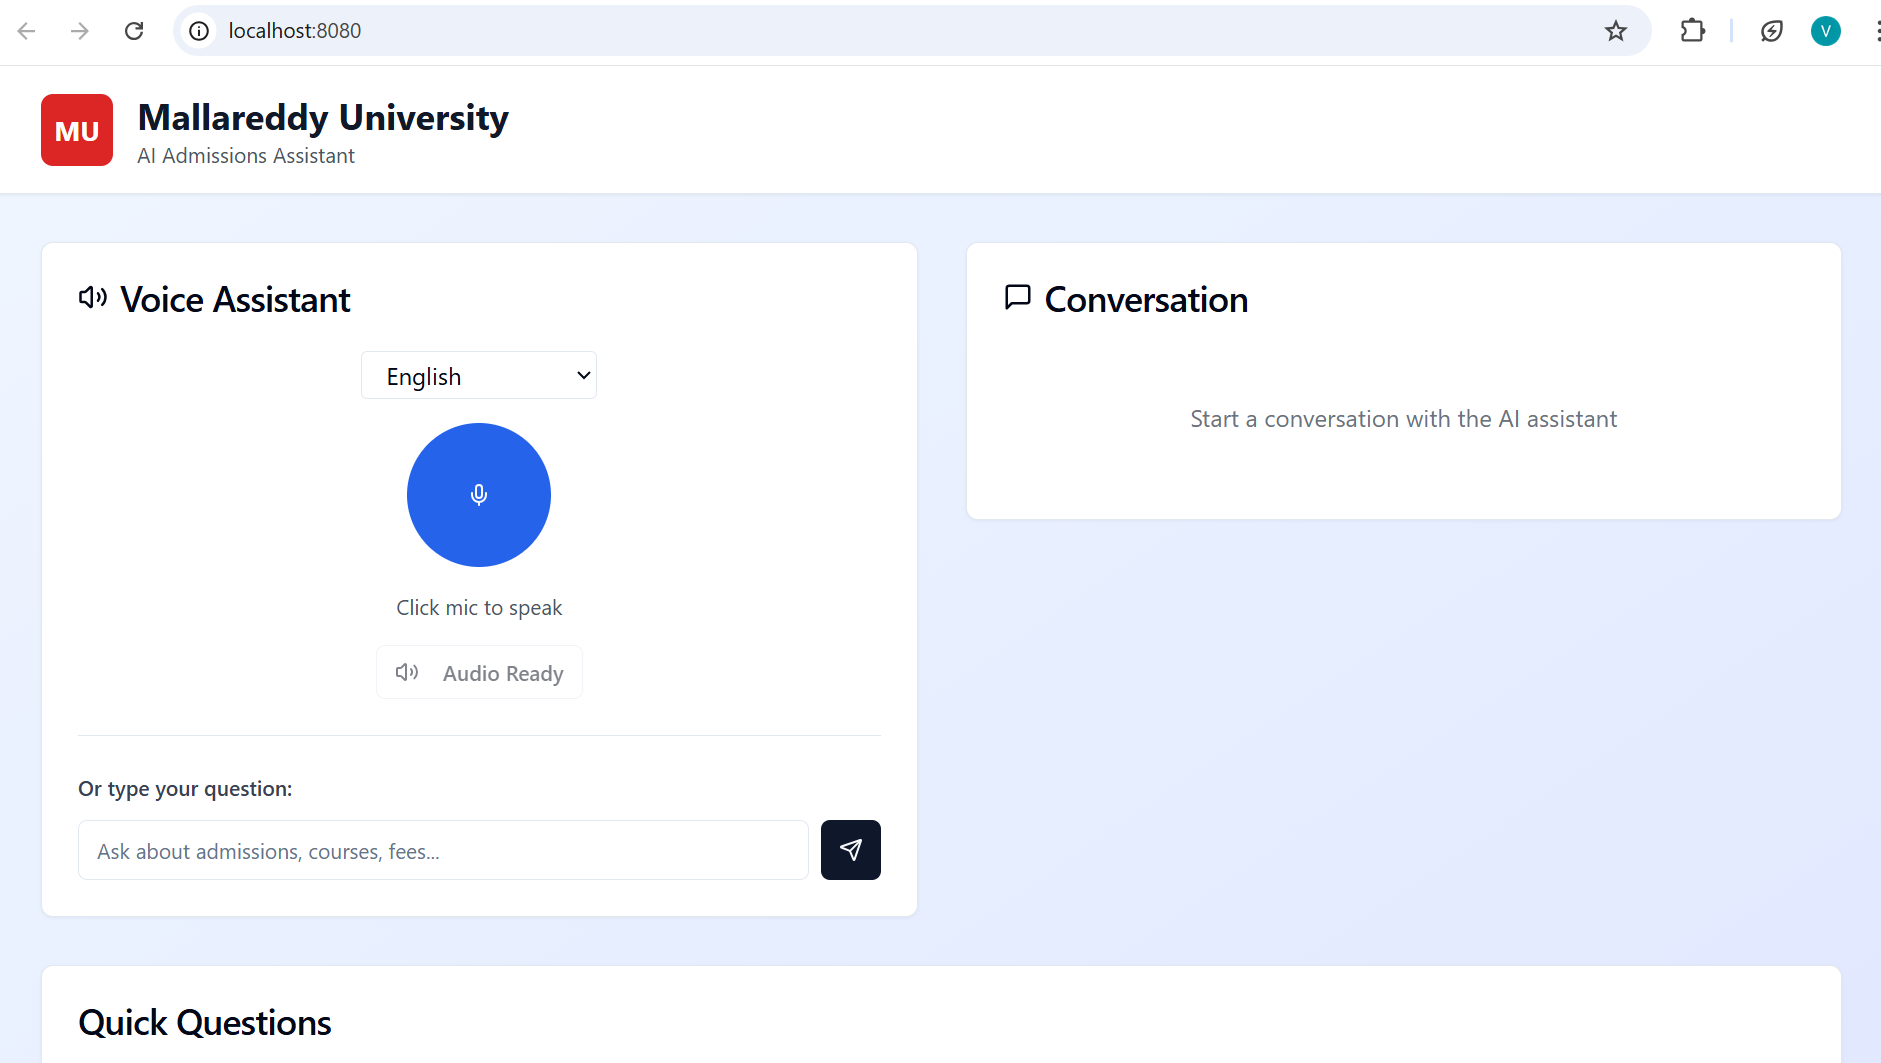 localhost:8080
V
MU
Mallareddy University
AI Admissions Assistant
Voice Assistant
English
Click mic to speak
Audio Ready
Or type your question:
Ask about admissions, courses, fees...
Conversation
Start a conversation with the AI assistant
Quick Questions